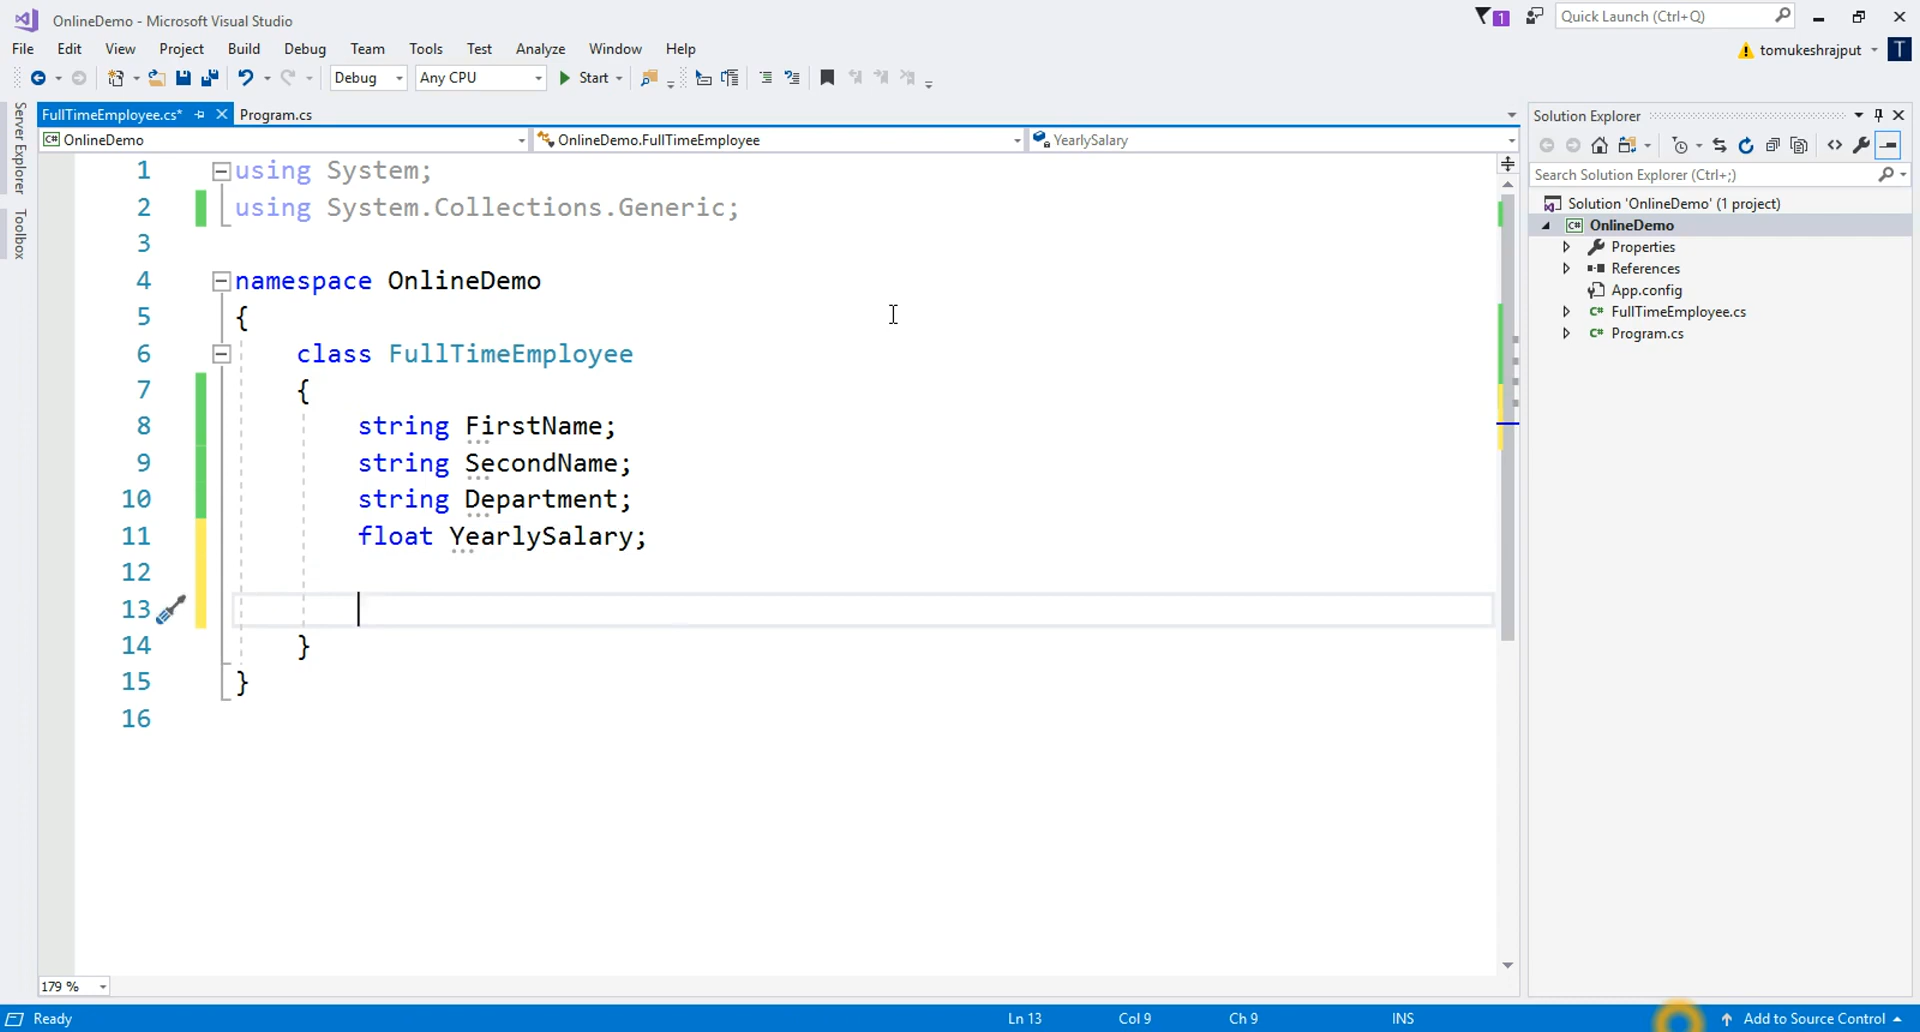 OnlineDemo - Microsoft Visual Studio
1
Quick Launch (Ctrl+Q)
File Edit View Project Build Debug Team Tools Test Analyze Window Help
tomukeshrajput T
Debug Any CPU Start
Server Explorer
Toolbox
FullTimeEmployee.cs* Program.cs
C# OnlineDemo OnlineDemo.FullTimeEmployee YearlySalary
1 using System;
2 using System.Collections.Generic;
3
4 namespace OnlineDemo
5 {
6 class FullTimeEmployee
7 {
8 string FirstName;
9 string SecondName;
10 string Department;
11 float YearlySalary;
12
13
14 }
15 }
16
179 %
Solution Explorer
Search Solution Explorer (Ctrl+;)
Solution 'OnlineDemo' (1 project)
C# OnlineDemo
Properties
References
App.config
C# FullTimeEmployee.cs
C# Program.cs
Ready Ln 13 Col 9 Ch 9 INS Add to Source Control